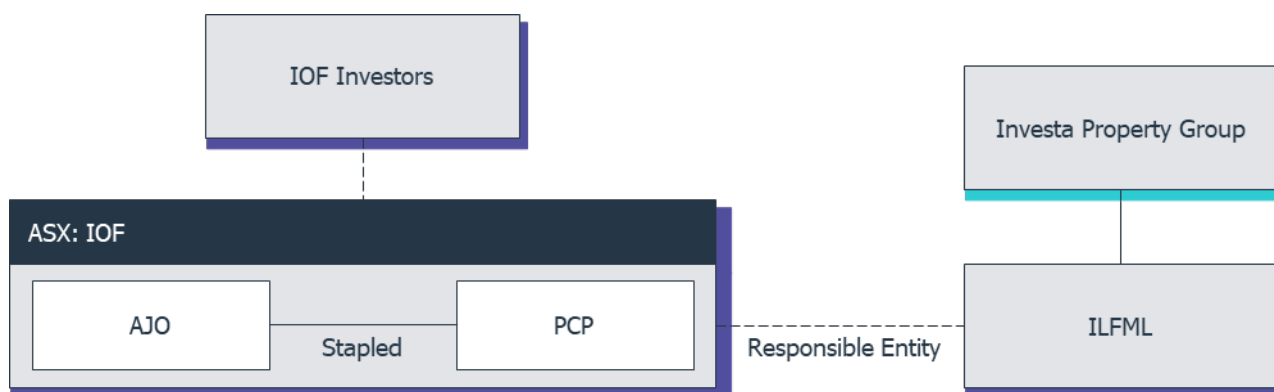 IOF Investors
Investa Property Group
ASX: IOF
AJO
Stapled
PCP
Responsible Entity
ILFML